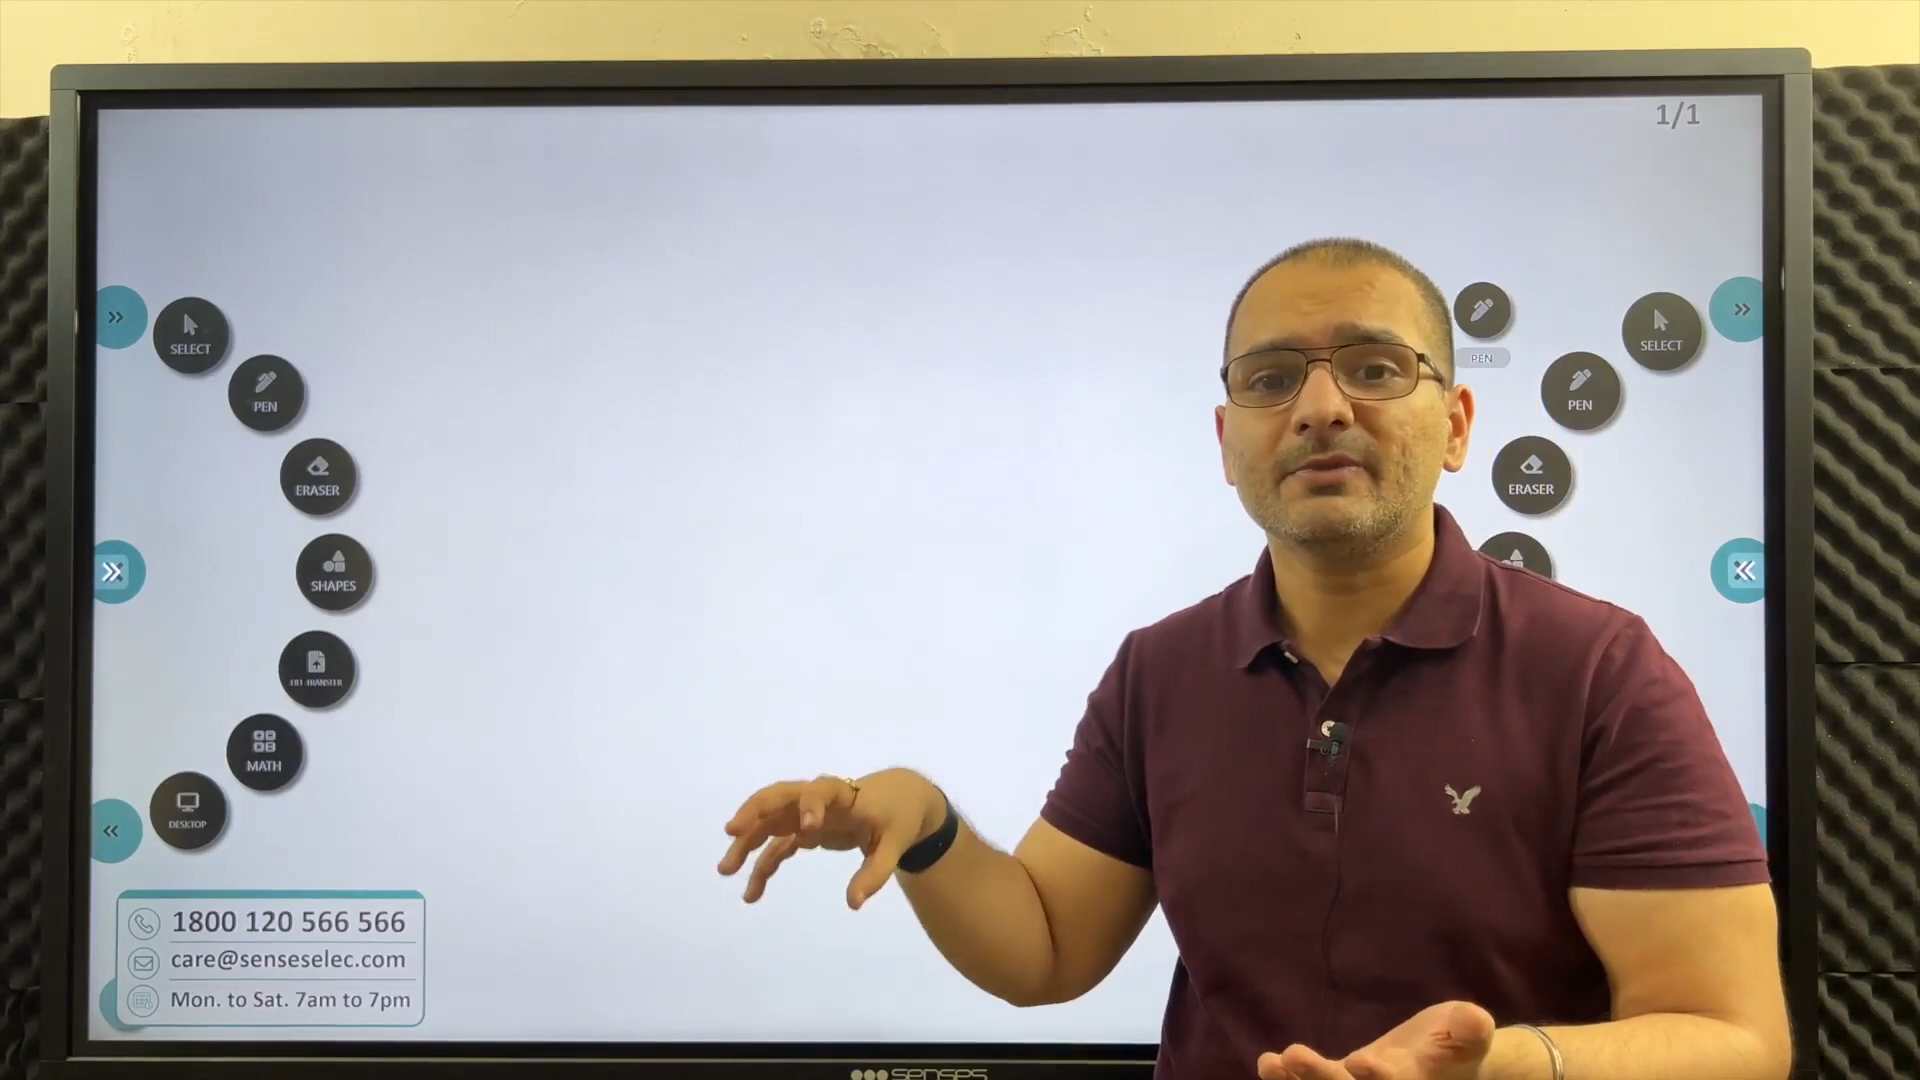 1/1
SELECT
PEN
ERASER
SHAPES
MATH
DESKTOP
PEN
SELECT
PEN
ERASER
1800 120 566 566
care@senseselec.com
Mon. to Sat. 7am to 7pm
senses